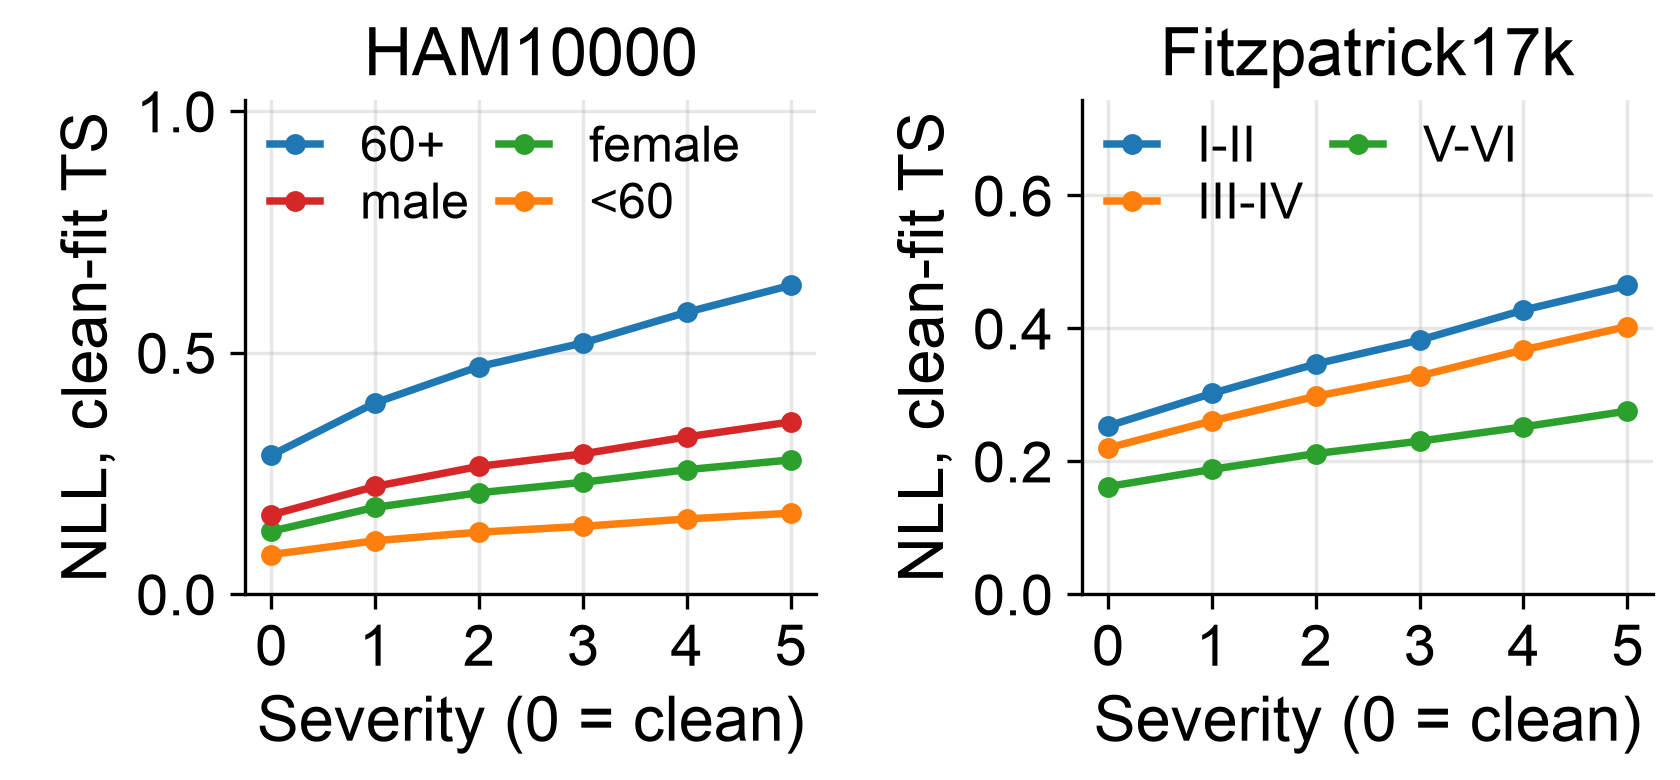 HAM10000
NLL, clean-fit TS
1.0
0.5
0.0
60+
male
female
<60
0 1 2 3 4 5
Severity (0 = clean)
Fitzpatrick17k
NLL, clean-fit TS
0.6
0.4
0.2
0.0
I-II
III-IV
V-VI
0 1 2 3 4 5
Severity (0 = clean)